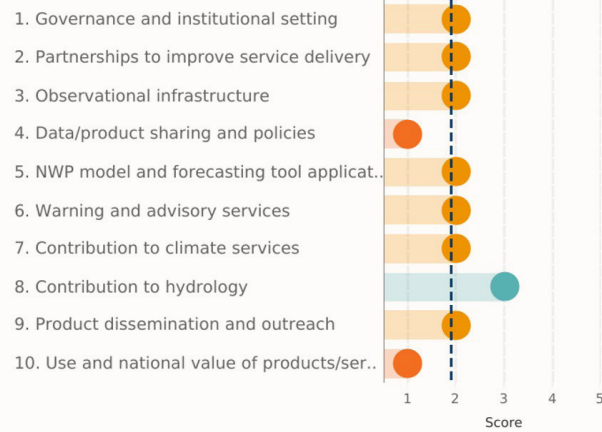 1. Governance and institutional setting
2. Partnerships to improve service delivery
3. Observational infrastructure
4. Data/product sharing and policies
5. NWP model and forecasting tool applicat..
6. Warning and advisory services
7. Contribution to climate services
8. Contribution to hydrology
9. Product dissemination and outreach
10. Use and national value of products/ser..
1 2 3 4 5
Score